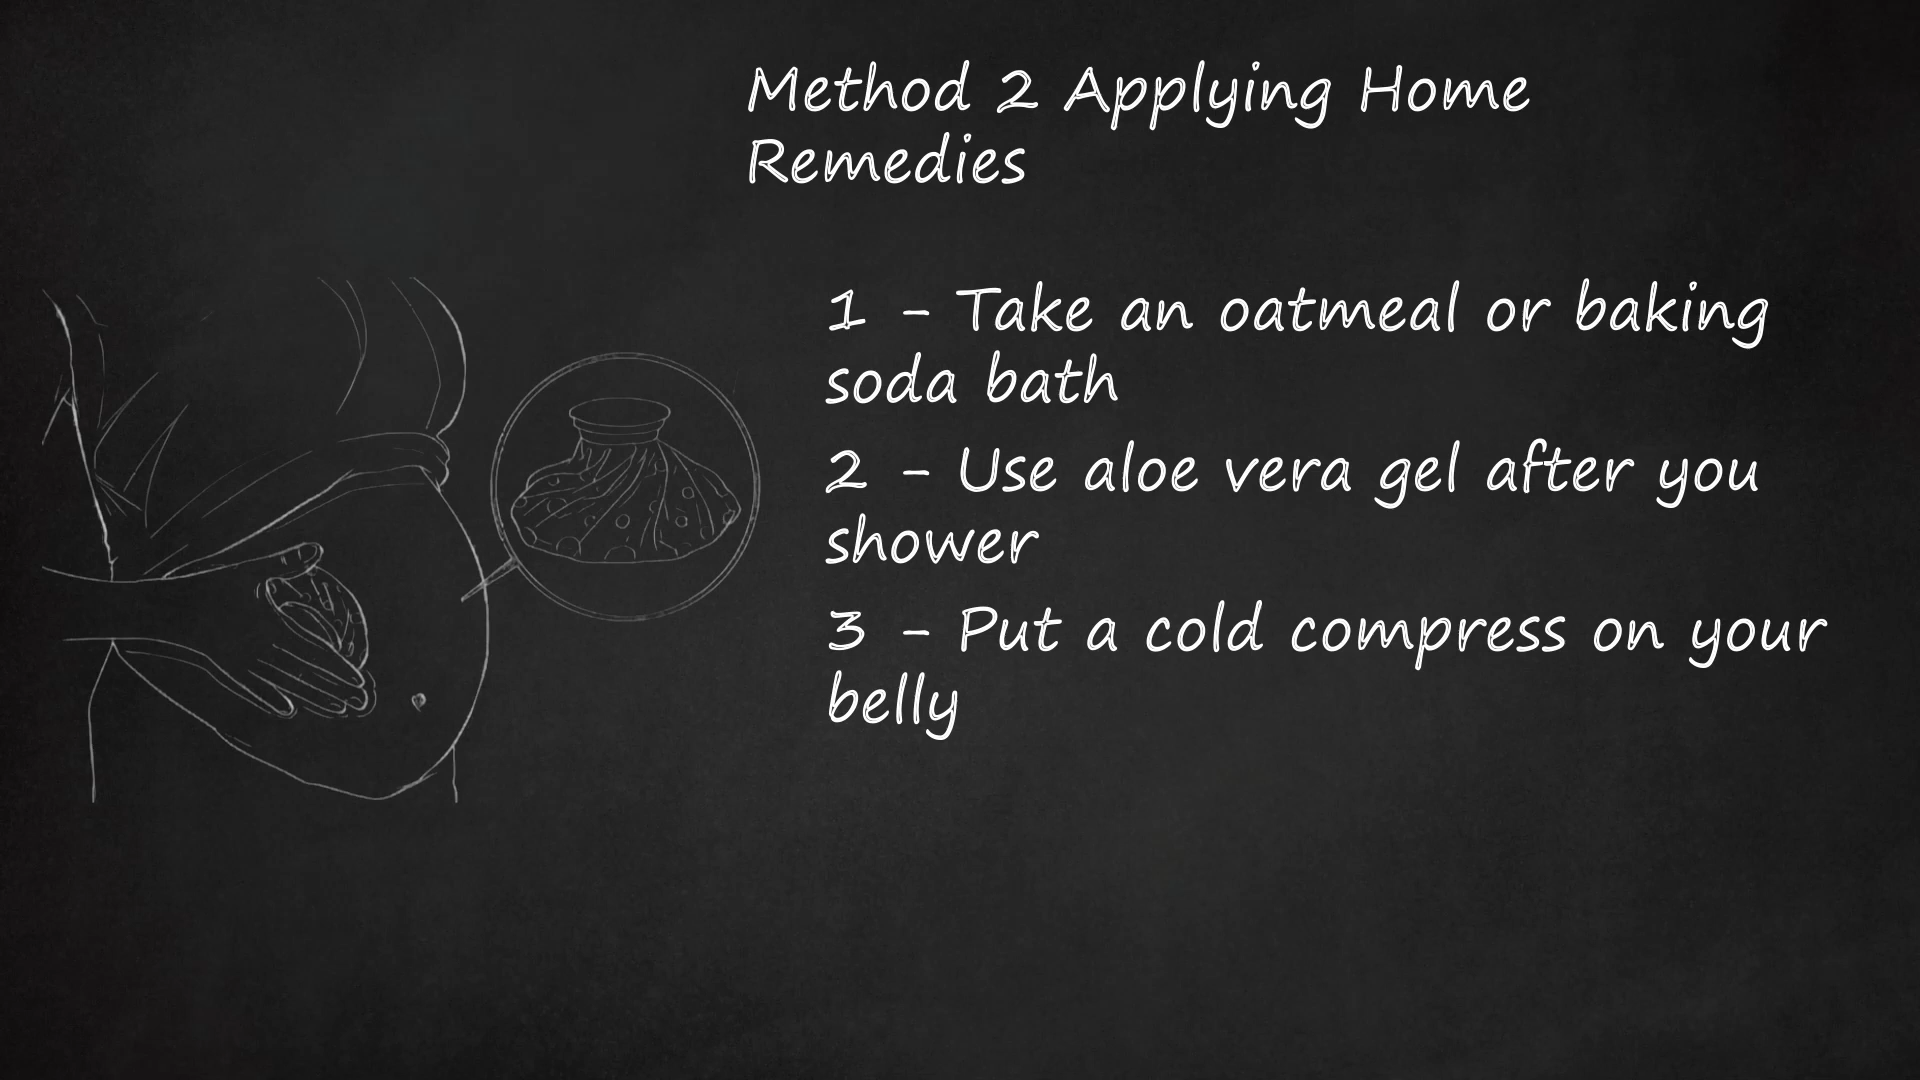 Method 2 Applying Home
Remedies
1 - Take an oatmeal or baking
soda bath
2 - Use aloe vera gel after you
shower
3 - Put a cold compress on your
belly